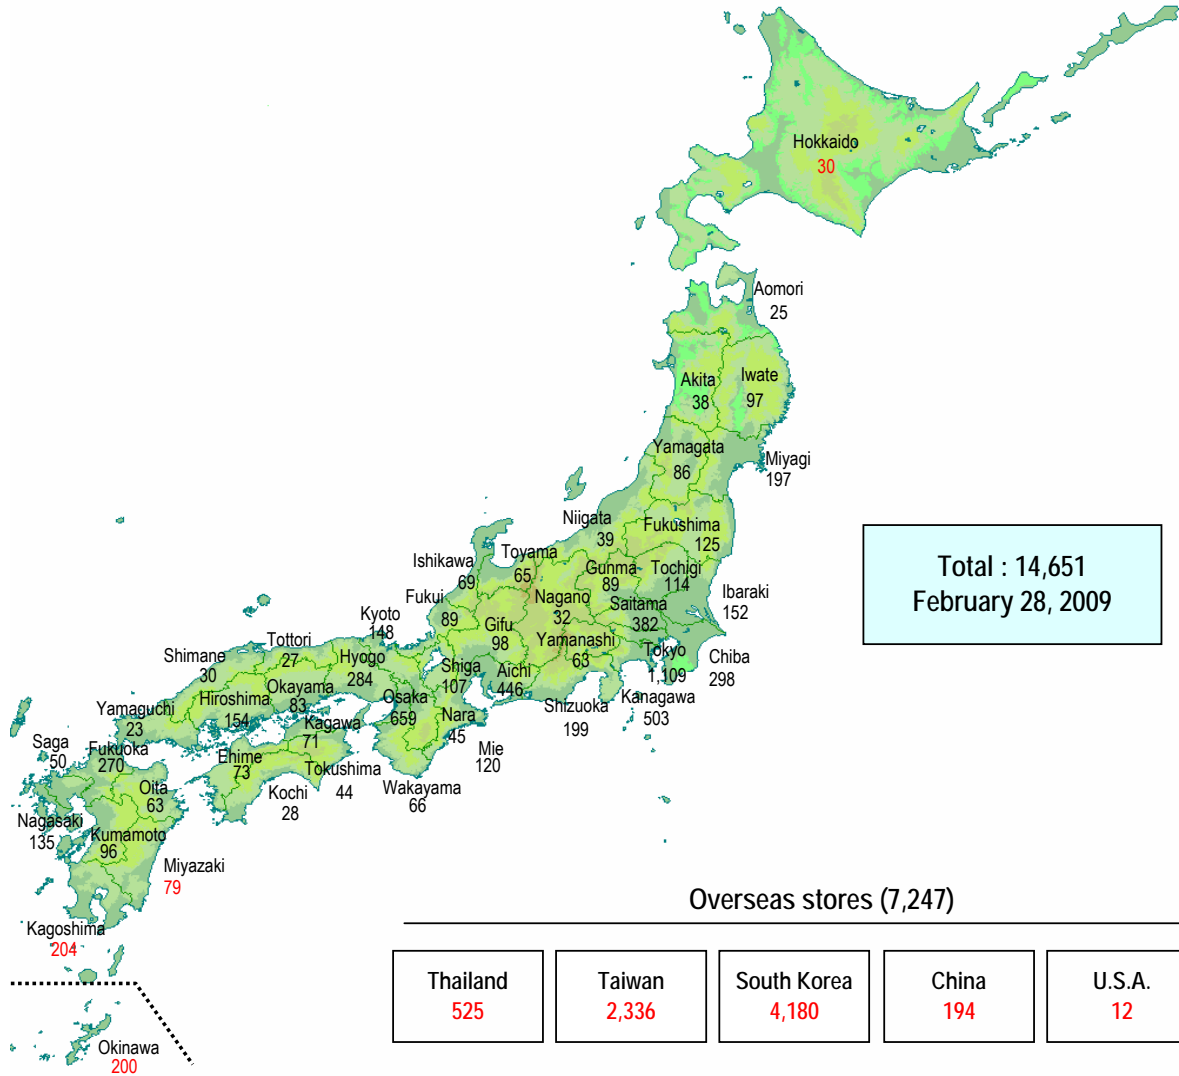 Hokkaido
30
Aomori
25
Akita
38
Iwate
97
Yamagata
86
Miyagi
197
Niigata
39
Fukushima
125
Ishikawa
69
Toyama
65
Gunma
89
Tochigi
114
Ibaraki
152
Fukui
89
Nagano
32
Saitama
382
Kyoto
148
Gifu
98
Yamanashi
63
Tokyo
1,109
Chiba
298
Tottori
27
Hyogo
284
Shiga
107
Aichi
446
Shimane
30
Okayama
83
Osaka
659
Shizuoka
199
Kanagawa
503
Hiroshima
154
Yamaguchi
23
Kagawa
71
Nara
45
Mie
120
Saga
50
Fukuoka
270
Ehime
73
Tokushima
44
Wakayama
66
Oita
63
Kochi
28
Nagasaki
135
Kumamoto
96
Miyazaki
79
Kagoshima
204
Okinawa
200
Total : 14,651
February 28, 2009
Overseas stores (7,247)
Thailand
525
Taiwan
2,336
South Korea
4,180
China
194
U.S.A.
12